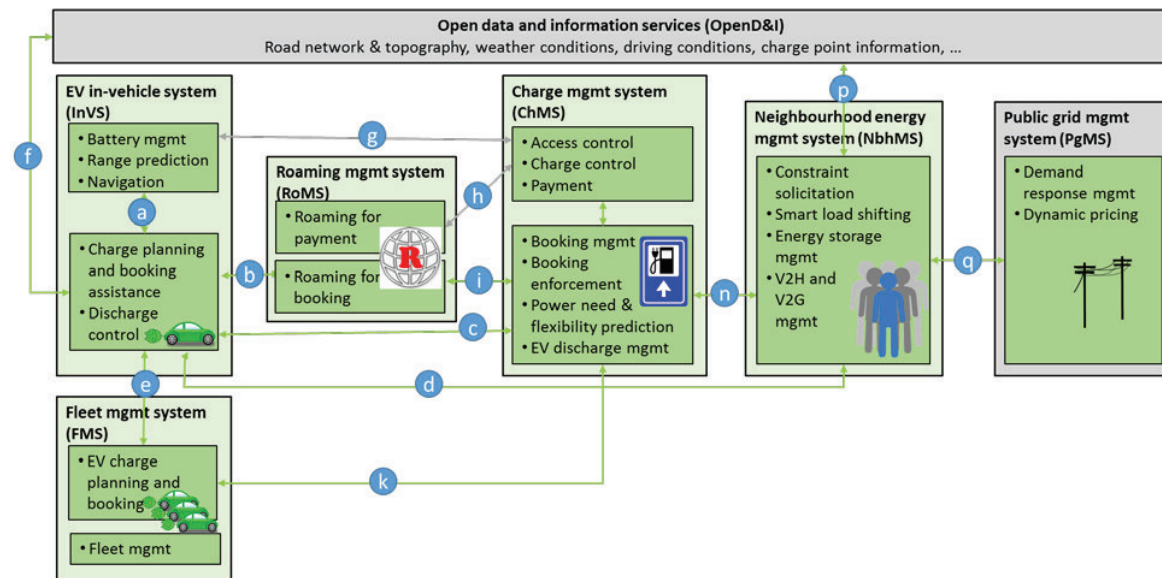 Open data and information services (OpenD&I)
Road network & topography, weather conditions, driving conditions, charge point information, ...
EV in-vehicle system
(InVS)
• Battery mgmt
• Range prediction
• Navigation
a
• Charge planning
and booking
assistance
• Discharge
control
f
g
b
c
d
e
Roaming mgmt system
(RoMS)
• Roaming for
payment
• Roaming for
booking
R
h
i
Charge mgmt system
(ChMS)
• Access control
• Charge control
• Payment
• Booking mgmt
• Booking
enforcement
• Power need &
flexibility prediction
• EV discharge mgmt
n
p
Neighbourhood energy
mgmt system (NbhMS)
• Constraint
solicitation
• Smart load shifting
• Energy storage
mgmt
• V2H and
V2G
mgmt
q
Public grid mgmt
system (PgMS)
• Demand
response mgmt
• Dynamic pricing
Fleet mgmt system
(FMS)
• EV charge
planning and
booking
• Fleet mgmt
k